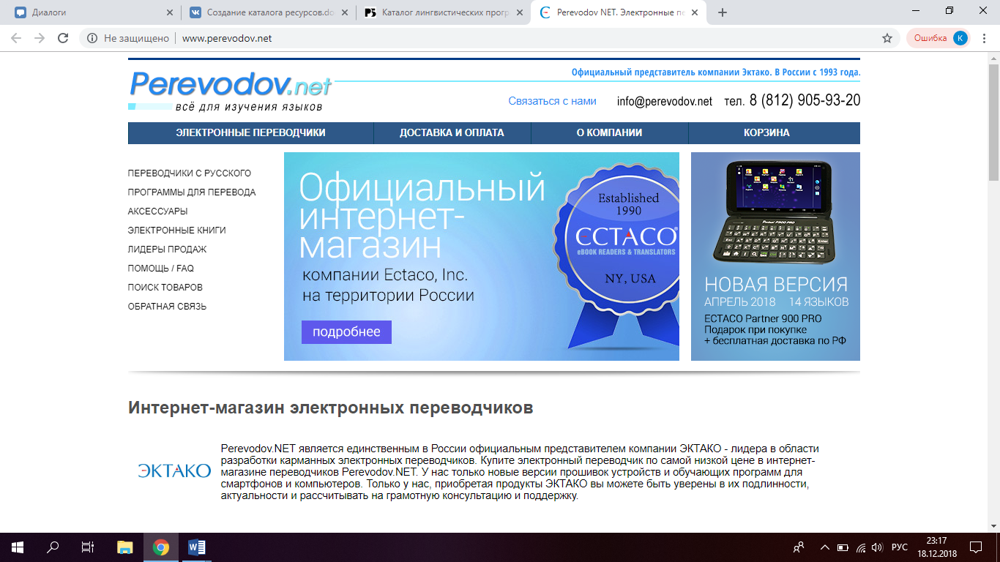 Диалоги
Создание каталога ресурсов.do
Каталог лингвистических прогр
Perevodov NET. Электронные пе
Не защищено
www.perevodov.net
Ошибка
К
Официальный представитель компании Эктако. В России с 1993 года.
Perevodov.net
всё для изучения языков
Связаться с нами
info@perevodov.net
тел. 8 (812) 905-93-20
ЭЛЕКТРОННЫЕ ПЕРЕВОДЧИКИ
ДОСТАВКА И ОПЛАТА
О КОМПАНИИ
КОРЗИНА
ПЕРЕВОДЧИКИ С РУССКОГО
ПРОГРАММЫ ДЛЯ ПЕРЕВОДА
АКСЕССУАРЫ
ЭЛЕКТРОННЫЕ КНИГИ
ЛИДЕРЫ ПРОДАЖ
ПОМОЩЬ / FAQ
ПОИСК ТОВАРОВ
ОБРАТНАЯ СВЯЗЬ
Официальный
интернет-
магазин
компании Ectaco, Inc.
на территории России
подробнее
Established
1990
ECTACO®
eBOOK READERS & TRANSLATORS
NY, USA
НОВАЯ ВЕРСИЯ
АПРЕЛЬ 2018 14 ЯЗЫКОВ
ECTACO Partner 900 PRO
Подарок при покупке
+ бесплатная доставка по РФ
Интернет-магазин электронных переводчиков
ЭКТАКО
Perevodov.NET является единственным в России официальным представителем компании ЭКТАКО - лидера в области
разработки карманных электронных переводчиков. Купите электронный переводчик по самой низкой цене в интернет-
магазине переводчиков Perevodov.NET. У нас только новые версии прошивок устройств и обучающих программ для
смартфонов и компьютеров. Только у нас, приобретая продукты ЭКТАКО вы можете быть уверены в их подлинности,
актуальности и рассчитывать на грамотную консультацию и поддержку.
РУС
23:17
18.12.2018